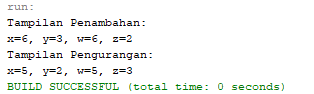 run:
Tampilan Penambahan:
x=6, y=3, w=6, z=2
Tampilan Pengurangan:
x=5, y=2, w=5, z=3
BUILD SUCCESSFUL (total time: 0 seconds)